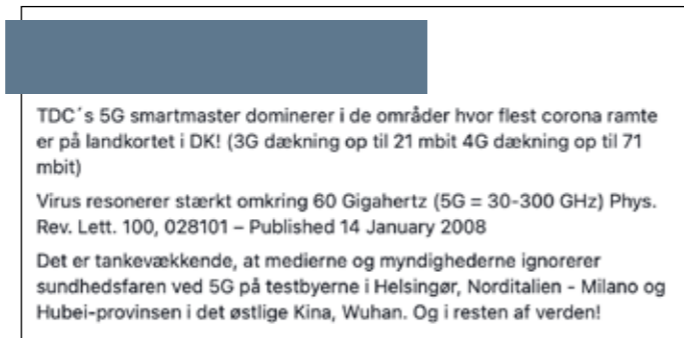 TDC´s 5G smartmaster dominerer i de områder hvor flest corona ramte
er på landkortet i DK! (3G dækning op til 21 mbit 4G dækning op til 71
mbit)
Virus resonerer stærkt omkring 60 Gigahertz (5G = 30-300 GHz) Phys.
Rev. Lett. 100, 028101 – Published 14 January 2008
Det er tankevækkende, at medierne og myndighederne ignorerer
sundhedsfaren ved 5G på testbyerne i Helsingør, Norditalien - Milano og
Hubei-provinsen i det østlige Kina, Wuhan. Og i resten af verden!